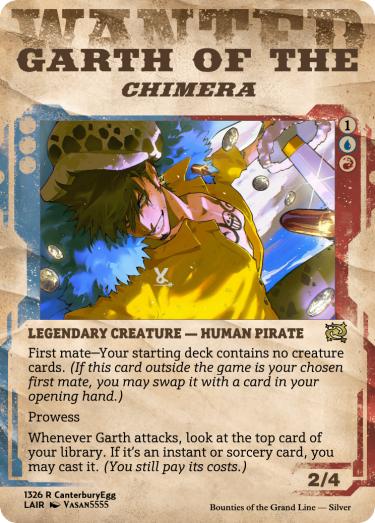 WANTED
GARTH OF THE
CHIMERA
1
LEGENDARY CREATURE — HUMAN PIRATE
First mate—Your starting deck contains no creature
cards. (If this card outside the game is your chosen
first mate, you may swap it with a card in your
opening hand.)
Prowess
Whenever Garth attacks, look at the top card of
your library. If it's an instant or sorcery card, you
may cast it. (You still pay its costs.)
2/4
1326 R CanterburyEgg
LAIR Vasan5555
Bounties of the Grand Line — Silver